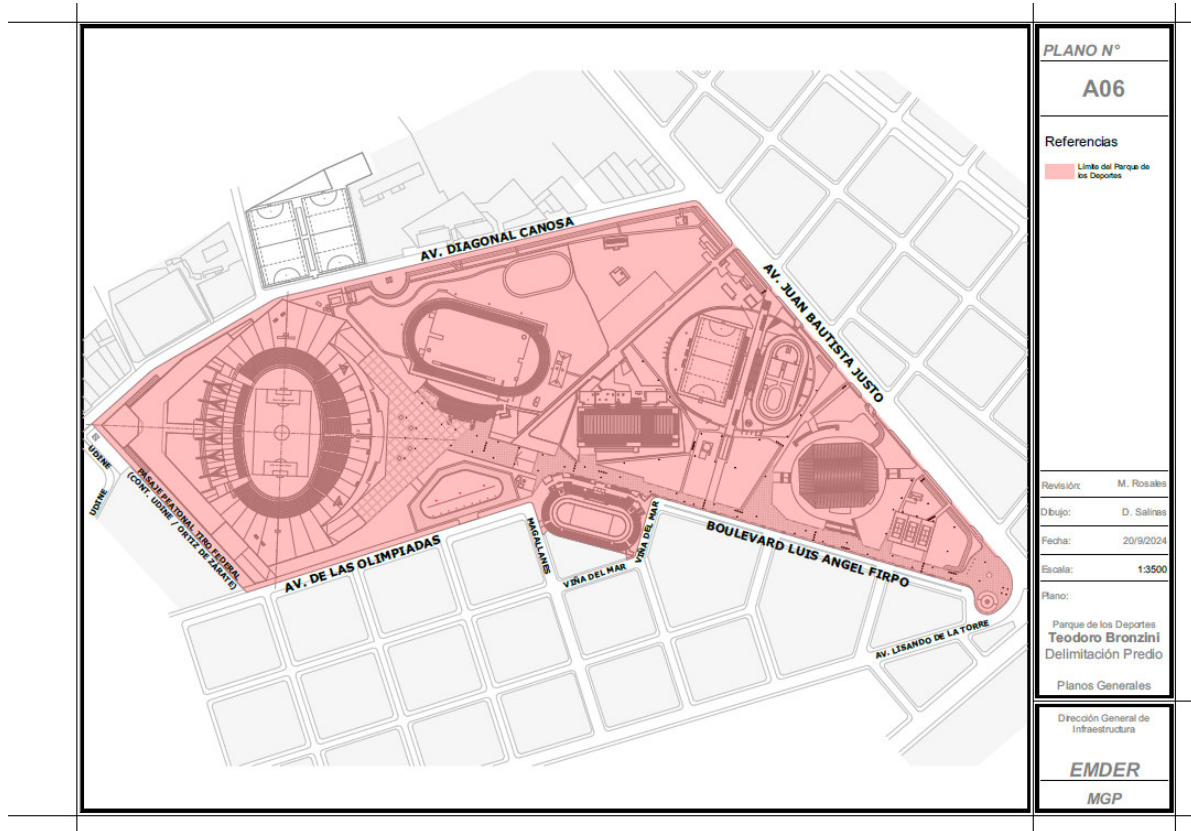 PLANO N°
A06
Referencias
Límite del Parque de
los Deportes
AV. DIAGONAL CANOSA
AV. JUAN BAUTISTA JUSTO
UDINE
UDINE
PASAJE PEATONAL TIRO FEDERAL
(CONT. UDINE / ORTIZ DE ZARATE)
AV. DE LAS OLIMPIADAS
MAGALLANES
VIÑA DEL MAR
VIÑA DEL MAR
BOULEVARD LUIS ANGEL FIRPO
AV. LISANDO DE LA TORRE
Revisión: M. Rosales
Dibujo: D. Salinas
Fecha: 20/9/2024
Escala: 1:3500
Plano:
Parque de los Deportes
Teodoro Bronzini
Delimitación Predio
Planos Generales
Dirección General de
Infraestructura
EMDER
MGP